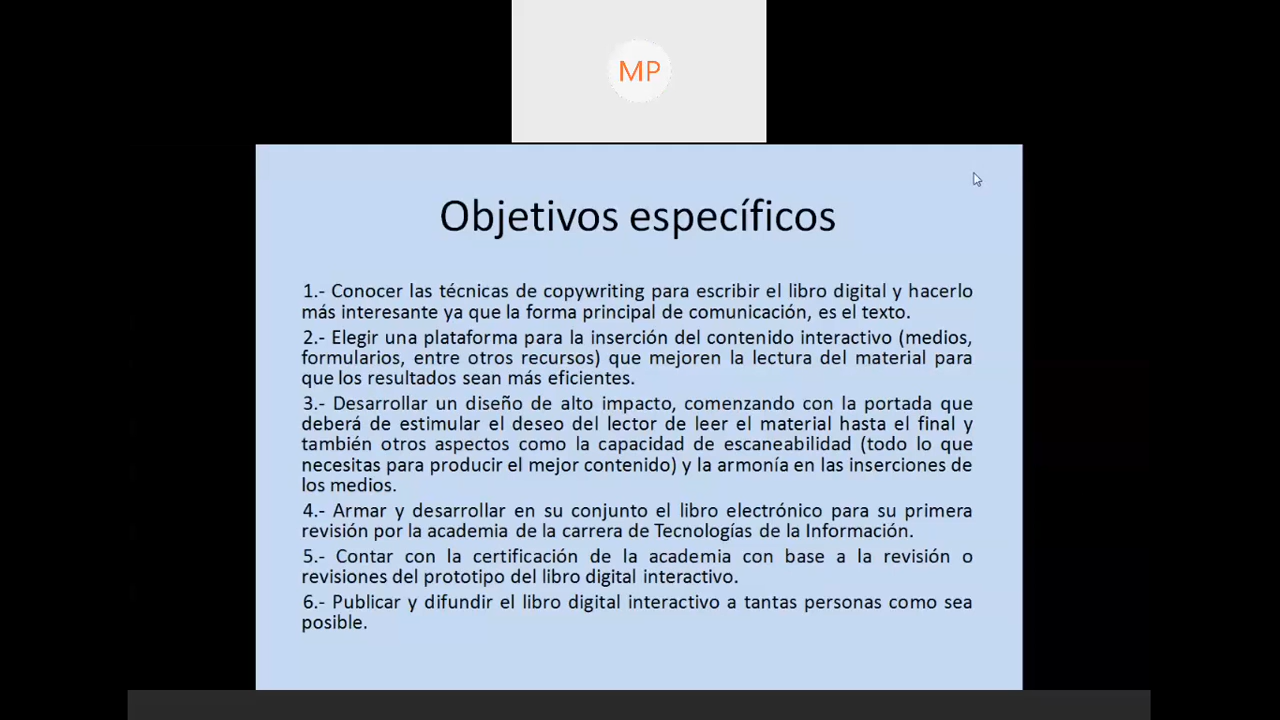 MP
Objetivos específicos
1.- Conocer las técnicas de copywriting para escribir el libro digital y hacerlo
más interesante ya que la forma principal de comunicación, es el texto.
2.- Elegir una plataforma para la inserción del contenido interactivo (medios,
formularios, entre otros recursos) que mejoren la lectura del material para
que los resultados sean más eficientes.
3.- Desarrollar un diseño de alto impacto, comenzando con la portada que
deberá de estimular el deseo del lector de leer el material hasta el final y
también otros aspectos como la capacidad de escaneabilidad (todo lo que
necesitas para producir el mejor contenido) y la armonía en las inserciones de
los medios.
4.- Armar y desarrollar en su conjunto el libro electrónico para su primera
revisión por la academia de la carrera de Tecnologías de la Información.
5.- Contar con la certificación de la academia con base a la revisión o
revisiones del prototipo del libro digital interactivo.
6.- Publicar y difundir el libro digital interactivo a tantas personas como sea
posible.